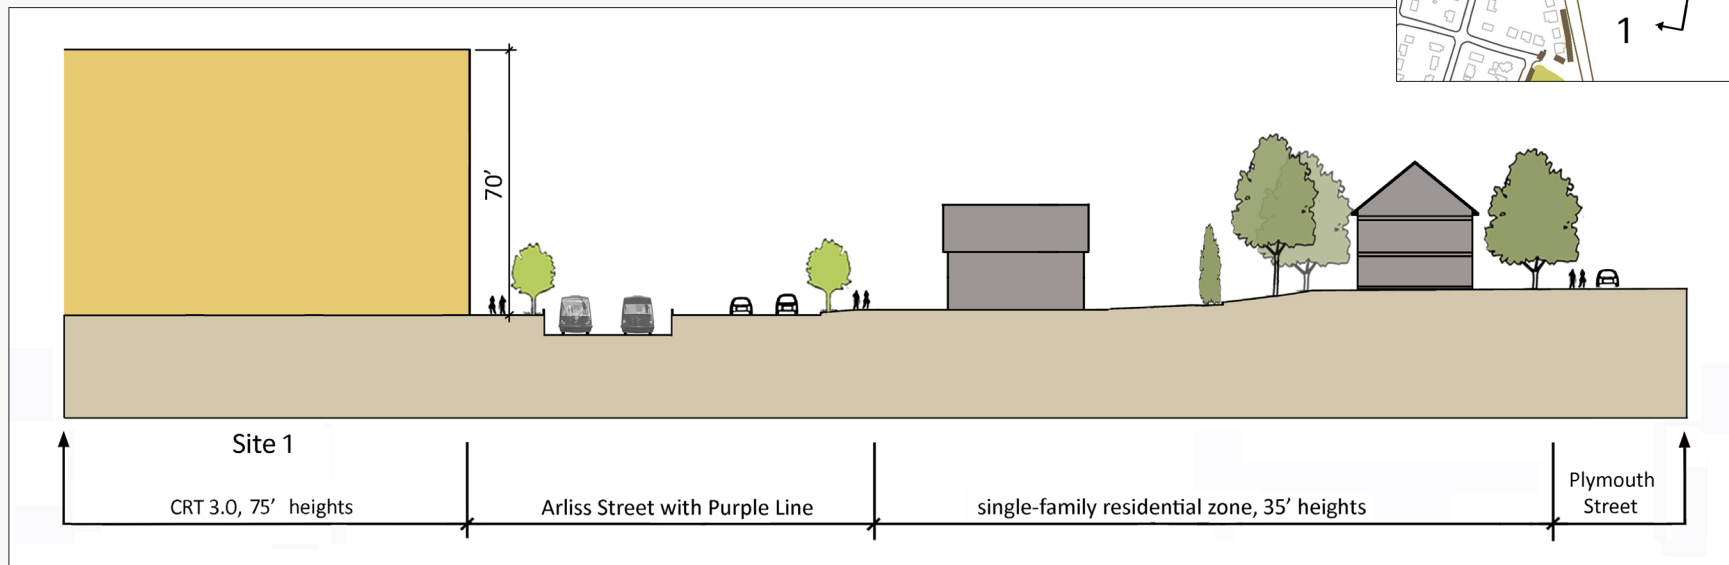 1
70′
Site 1
CRT 3.0, 75′ heights
Arliss Street with Purple Line
single-family residential zone, 35′ heights
Plymouth
Street